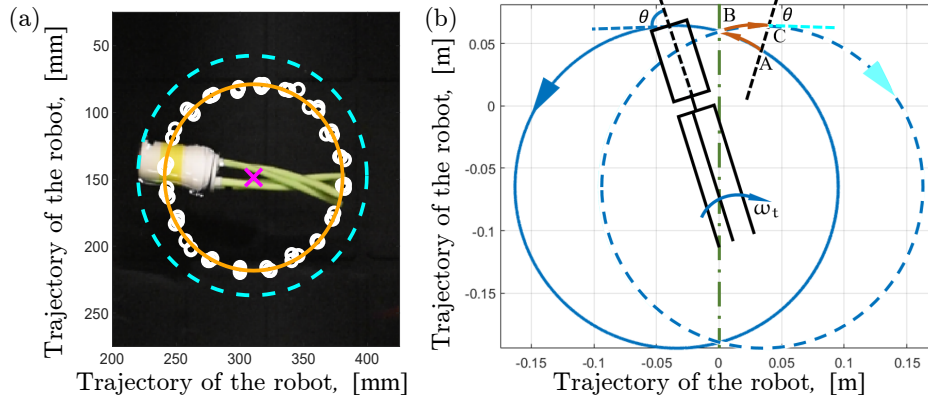 (a)
50
100
150
200
250
200 250 300 350 400
Trajectory of the robot, [mm]
Trajectory of the robot, [mm]
(b)
θ B θ
C
A
ωt
0.05
0
-0.05
-0.1
-0.15
-0.15 -0.1 -0.05 0 0.05 0.1 0.15
Trajectory of the robot, [m]
Trajectory of the robot, [m]